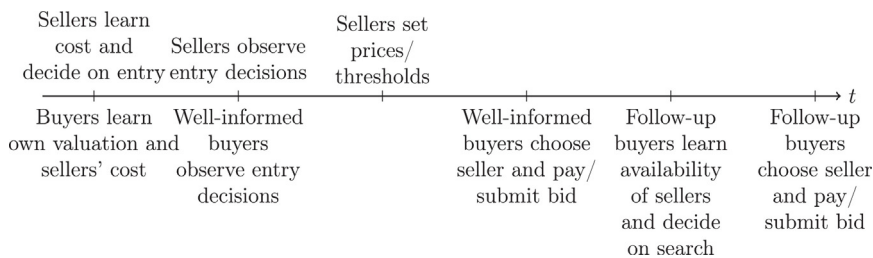 Sellers learn
cost and
decide on entry
Sellers observe
entry decisions
Sellers set
prices/
thresholds
t
Buyers learn
own valuation and
sellers' cost
Well-informed
buyers
observe entry
decisions
Well-informed
buyers choose
seller and pay/
submit bid
Follow-up
buyers learn
availability
of sellers
and decide
on search
Follow-up
buyers
choose seller
and pay/
submit bid